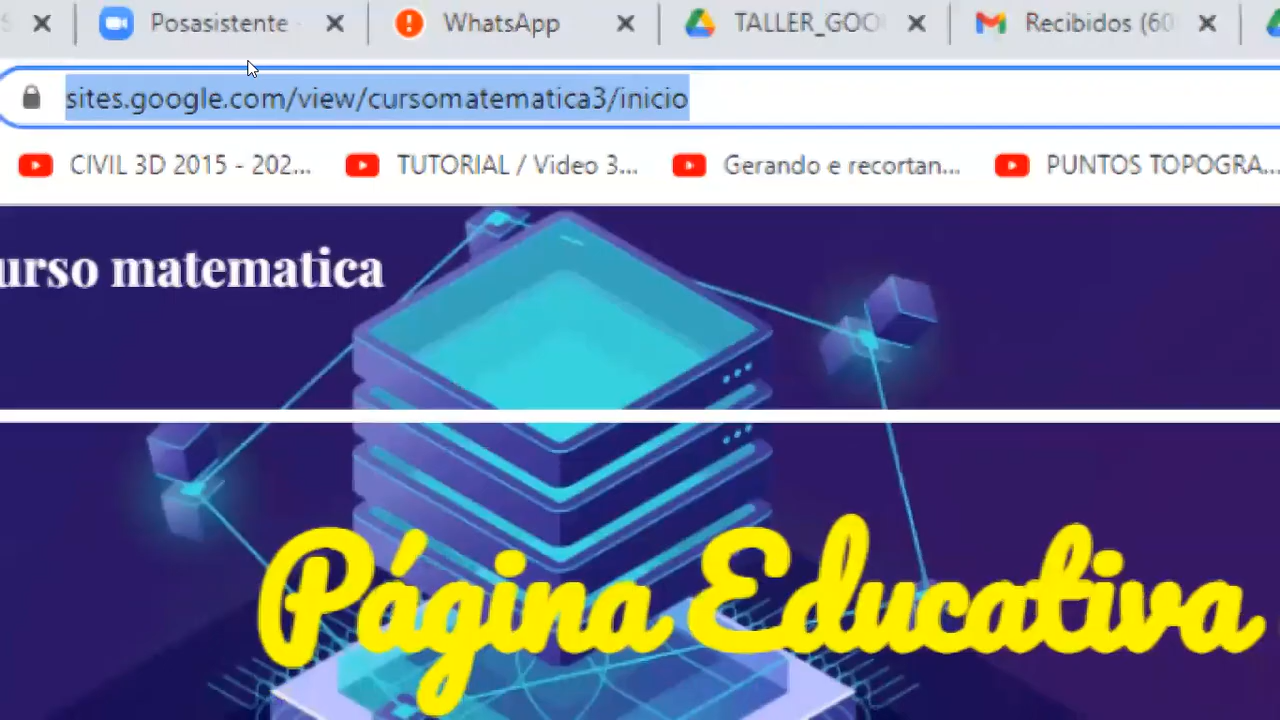 Posasistente WhatsApp TALLER_GOO Recibidos (60
sites.google.com/view/cursomatematica3/inicio
CIVIL 3D 2015 - 202... TUTORIAL / Video 3... Gerando e recortan... PUNTOS TOPOGRA...
urso matematica
Página Educativa